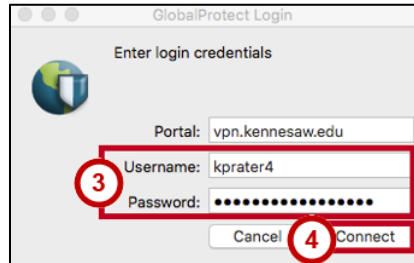 GlobalProtect Login
Enter login credentials
Portal: vpn.kennesaw.edu
3
Username: kprater4
Password: •••••••••••••••••
Cancel 4 Connect